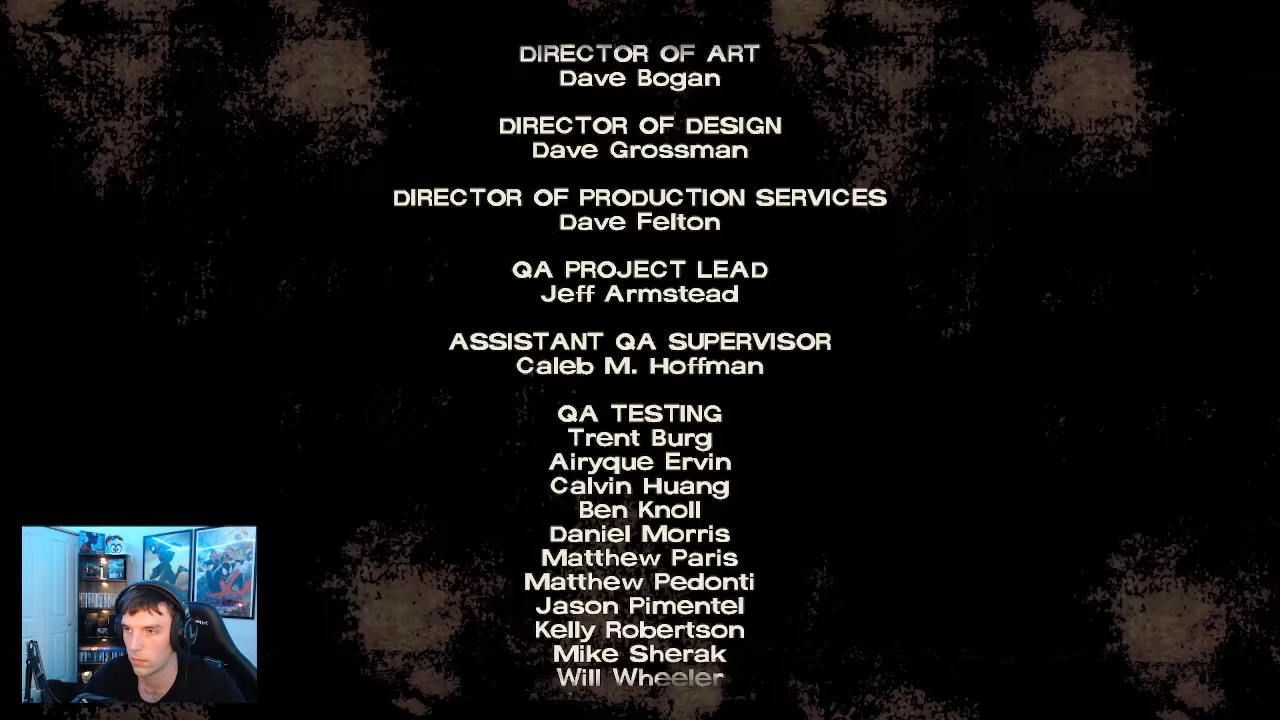 DIRECTOR OF ART
Dave Bogan
DIRECTOR OF DESIGN
Dave Grossman
DIRECTOR OF PRODUCTION SERVICES
Dave Felton
QA PROJECT LEAD
Jeff Armstead
ASSISTANT QA SUPERVISOR
Caleb M. Hoffman
QA TESTING
Trent Burg
Airyque Ervin
Calvin Huang
Ben Knoll
Daniel Morris
Matthew Paris
Matthew Pedonti
Jason Pimentel
Kelly Robertson
Mike Sherak
Will Wheeler